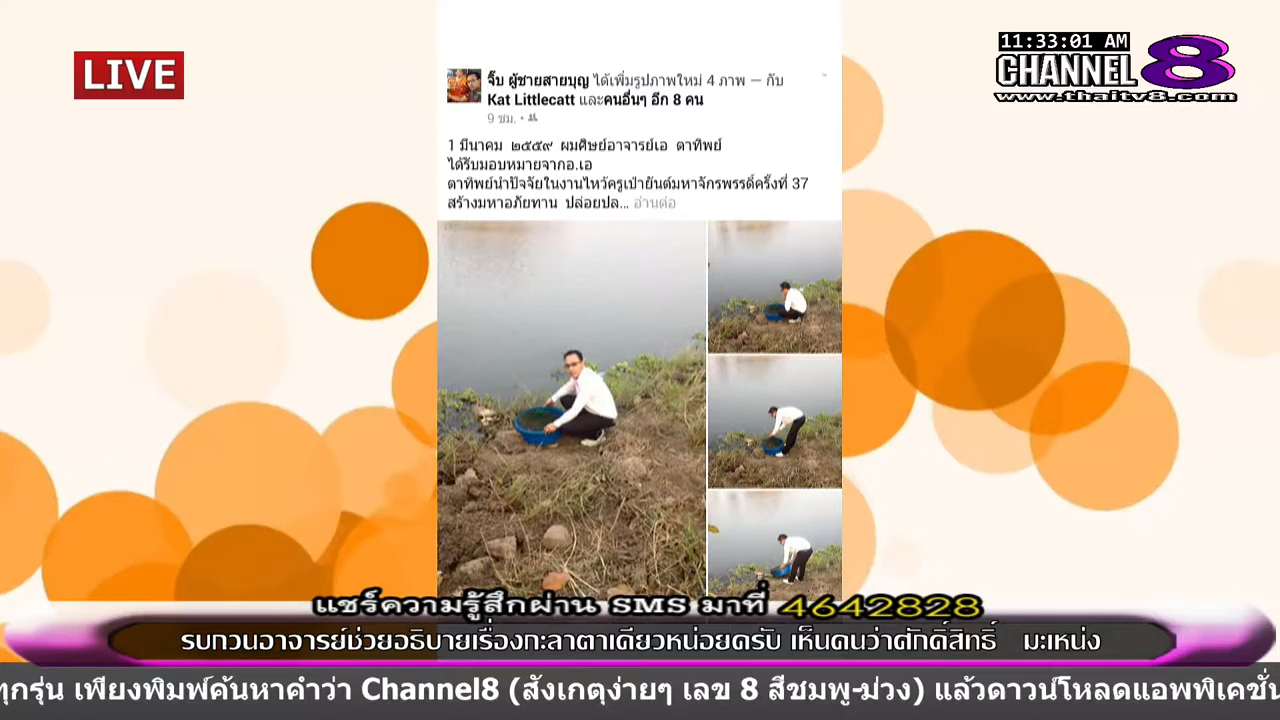 LIVE
11:33:01 AM
CHANNEL 8
www.thaitv8.com
จิ๊บ ผู้ชายสายบุญ ได้เพิ่มรูปภาพใหม่ 4 ภาพ — กับ
Kat Littlecatt และคนอื่นๆ อีก 8 คน
9 ชม. •
1 มีนาคม ๒๕๕๙ ผมศิษย์อาจารย์เอ ตาทิพย์
ได้รับมอบหมายจากอ.เอ
ตาทิพย์นำปัจจัยในงานไหว้ครูเป่ายันต์มหาจักรพรรดิ์ครั้งที่ 37
สร้างมหาอภัยทาน ปล่อยปล... อ่านต่อ
แชร์ความรู้สึกผ่าน SMS มาที่ 4642828
รบกวนอาจารย์ช่วยอธิบายเรื่องกะลาตาเดียวหน่อยครับ เห็นคนว่าศักดิ์สิทธิ์ มะเหน่ง
ทุกรุ่น เพียงพิมพ์ค้นหาคำว่า Channel8 (สังเกตุง่ายๆ เลข 8 สีชมพู-ม่วง) แล้วดาวน์โหลดแอพพิเคชั่น